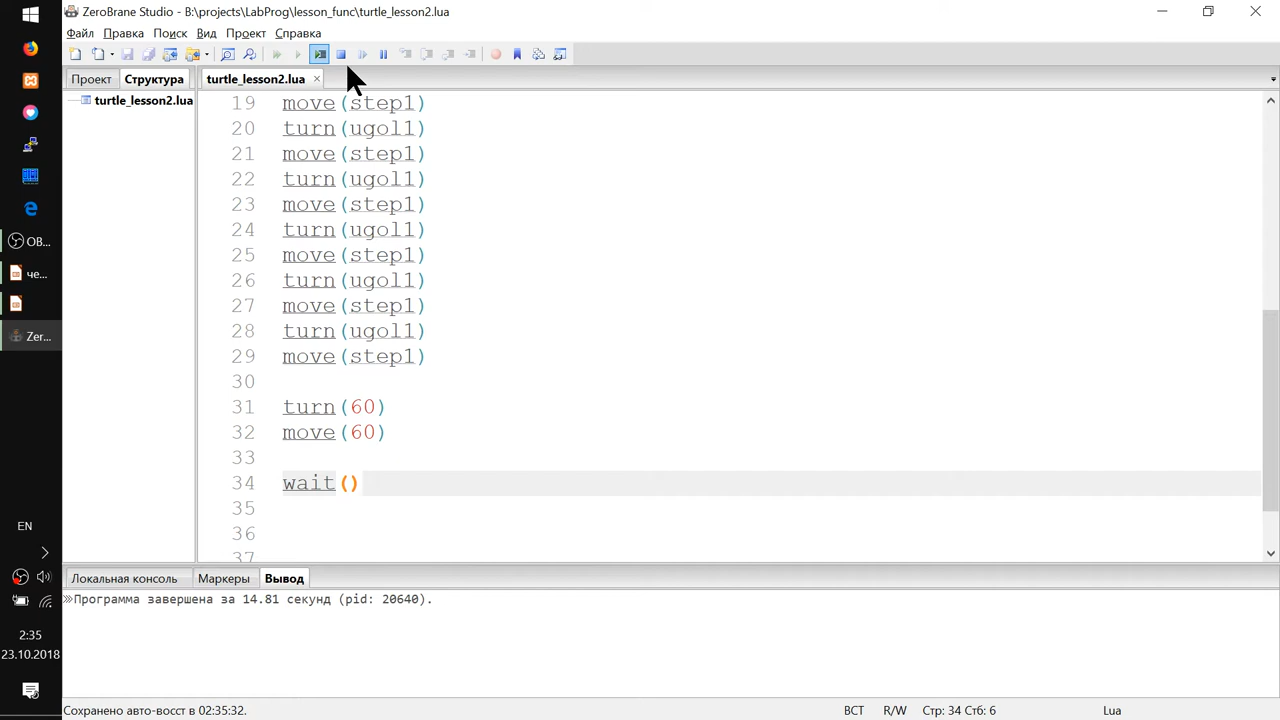 ZeroBrane Studio - B:\projects\LabProg\lesson_func\turtle_lesson2.lua
Файл Правка Поиск Вид Проект Справка
Проект Структура turtle_lesson2.lua
turtle_lesson2.lua
19 move(step1)
20 turn(ugol1)
21 move(step1)
22 turn(ugol1)
23 move(step1)
24 turn(ugol1)
25 move(step1)
26 turn(ugol1)
27 move(step1)
28 turn(ugol1)
29 move(step1)
30
31 turn(60)
32 move(60)
33
34 wait()
35
36
37
OB...
че...
Zer...
EN
2:35
23.10.2018
Локальная консоль Маркеры Вывод
Программа завершена за 14.81 секунд (pid: 20640).
Сохранено авто-восст в 02:35:32. ВСТ R/W Стр: 34 Стб: 6 Lua